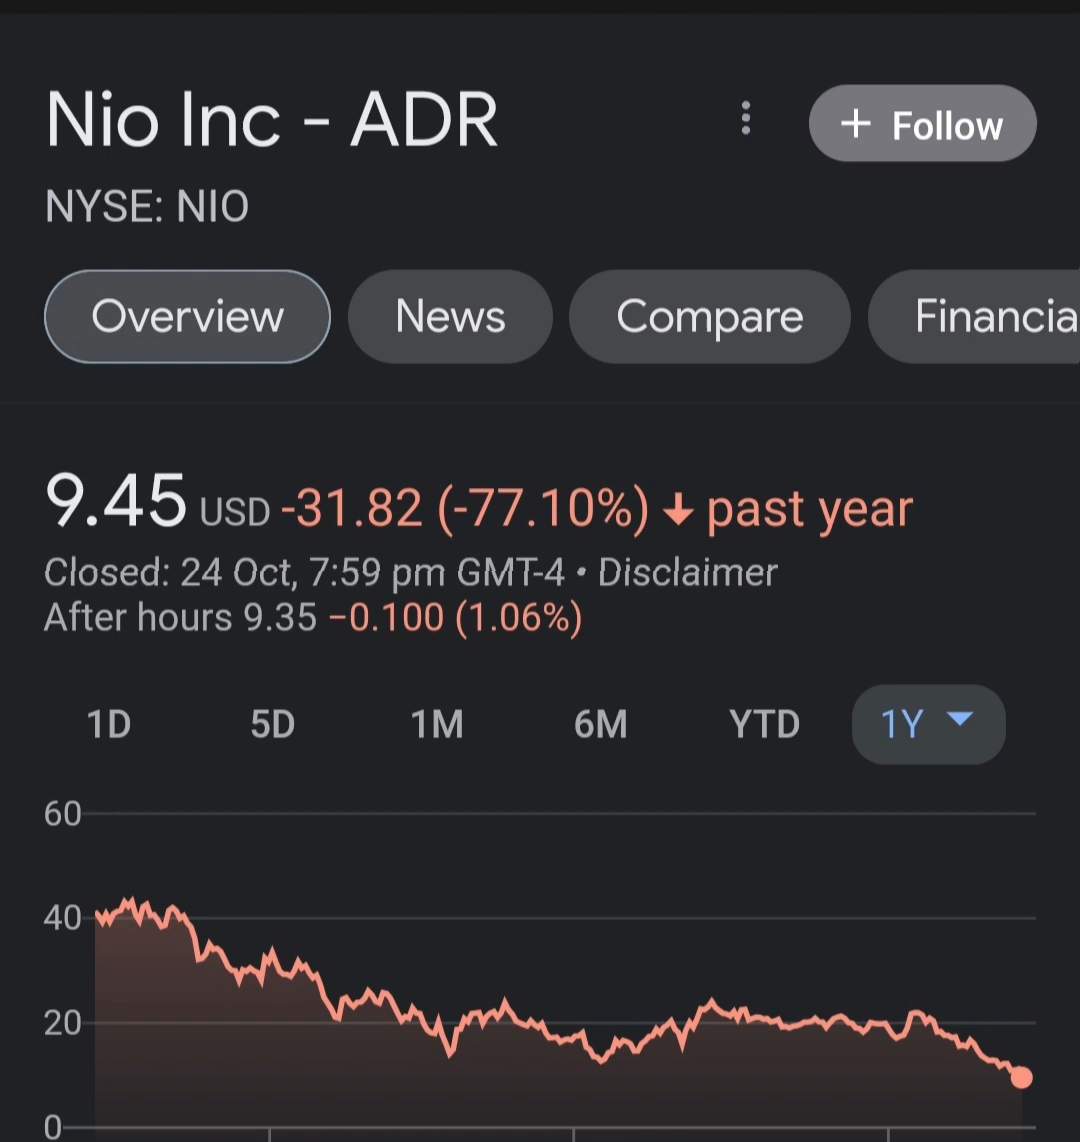 Nio Inc - ADR
+ Follow
NYSE: NIO
Overview News Compare Financia
9.45 USD -31.82 (-77.10%) ↓ past year
Closed: 24 Oct, 7:59 pm GMT-4 • Disclaimer
After hours 9.35 −0.100 (1.06%)
1D 5D 1M 6M YTD 1Y
60
40
20
0